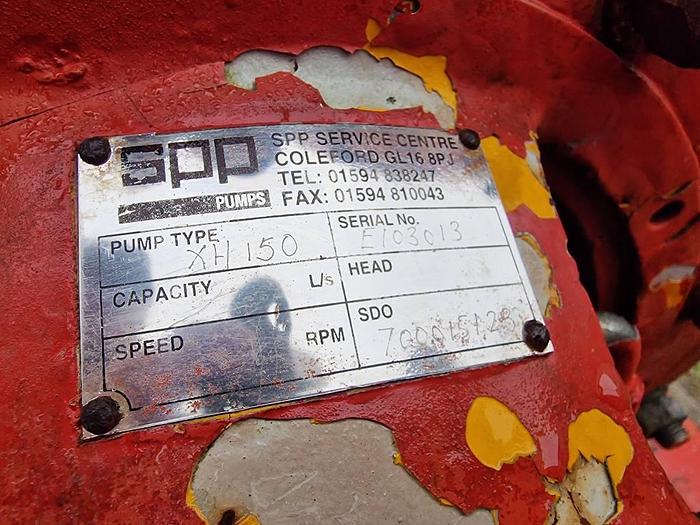 spp PUMPS
SPP SERVICE CENTRE
COLEFORD GL16 8PJ
TEL: 01594 838247
FAX: 01594 810043
PUMP TYPE XH 150
SERIAL No. E103013
CAPACITY L/s
HEAD
SPEED RPM
SDO